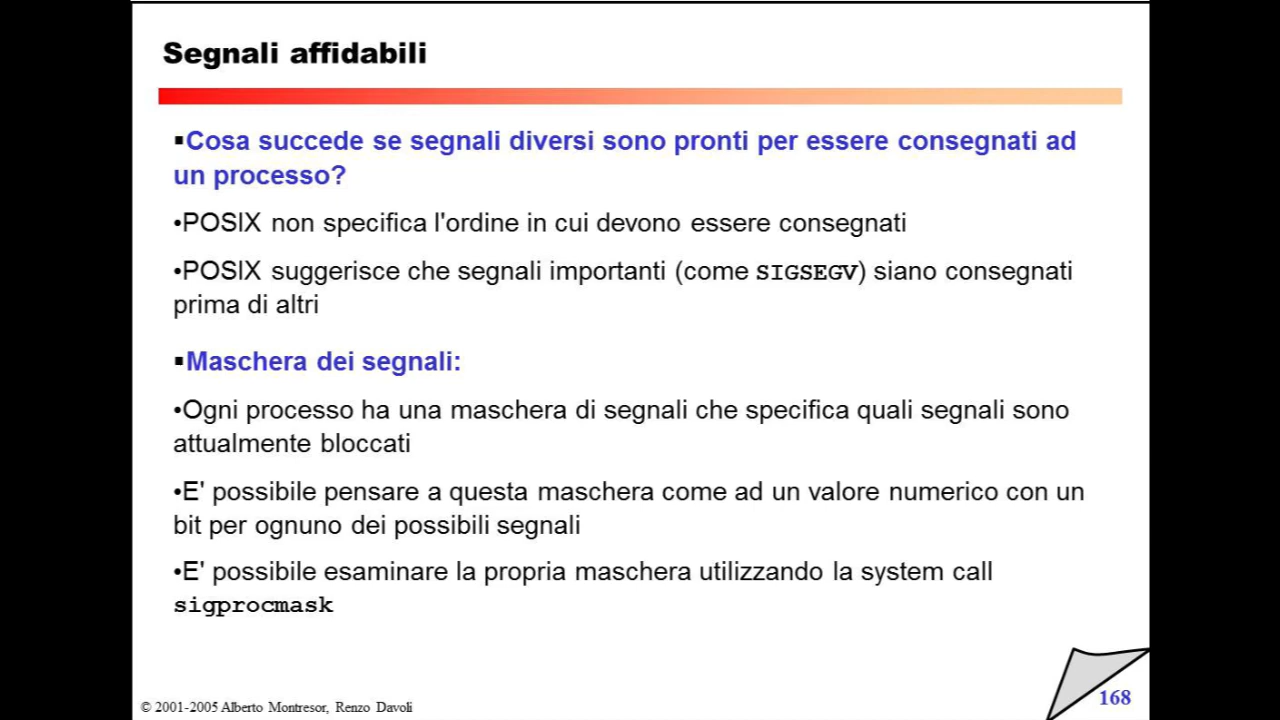 Segnali affidabili
▪Cosa succede se segnali diversi sono pronti per essere consegnati ad
un processo?
•POSIX non specifica l'ordine in cui devono essere consegnati
•POSIX suggerisce che segnali importanti (come SIGSEGV) siano consegnati
prima di altri
▪Maschera dei segnali:
•Ogni processo ha una maschera di segnali che specifica quali segnali sono
attualmente bloccati
•E' possibile pensare a questa maschera come ad un valore numerico con un
bit per ognuno dei possibili segnali
•E' possibile esaminare la propria maschera utilizzando la system call
sigprocmask
© 2001-2005 Alberto Montresor, Renzo Davoli
168